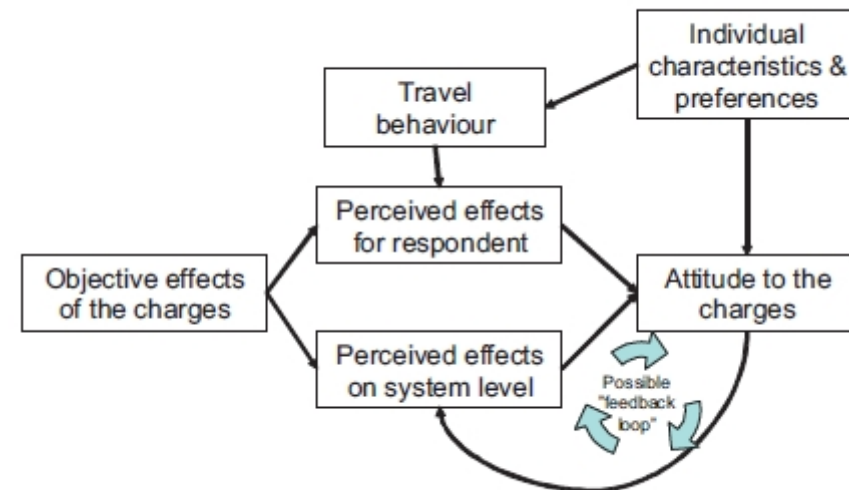 Individual
characteristics &
preferences
Travel
behaviour
Perceived effects
for respondent
Objective effects
of the charges
Attitude to the
charges
Perceived effects
on system level
Possible
"feedback
loop"